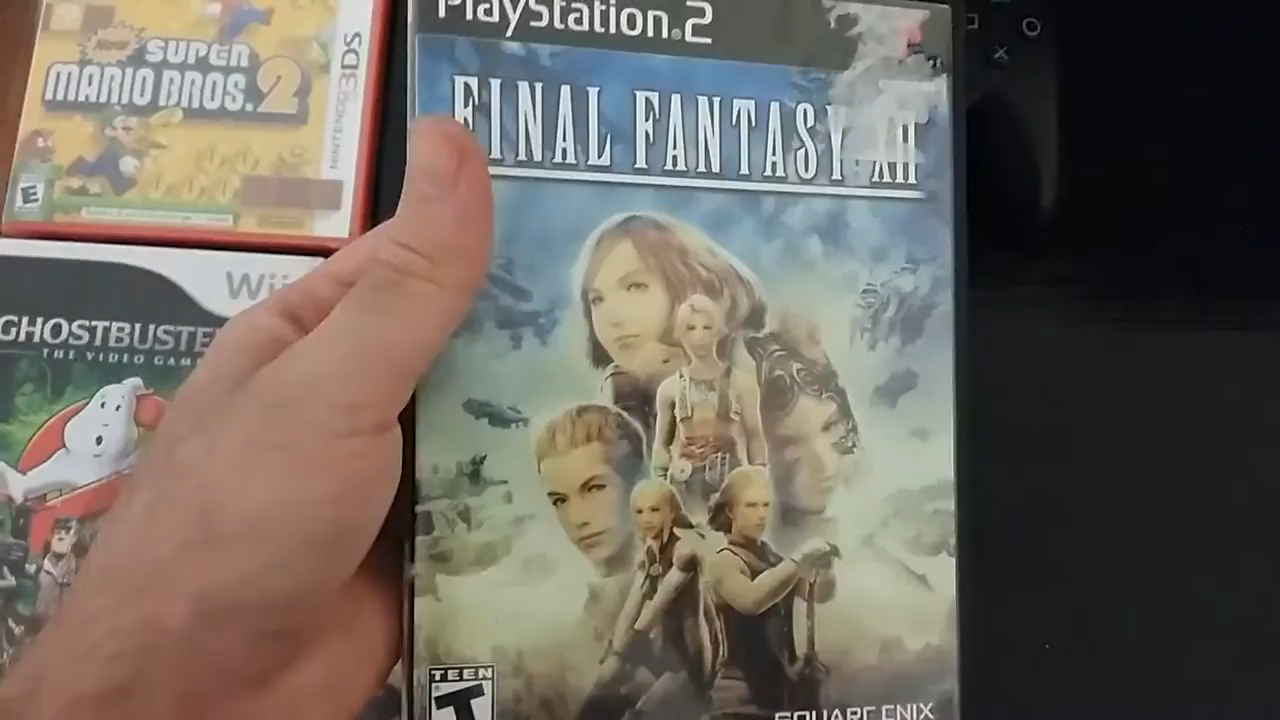 New
SUPER
MARIO BROS. 2
NINTENDO 3DS
E
Wii
GHOSTBUSTE
THE VIDEO GAM
PlayStation.2
FINAL FANTASY XII
TEEN
T
SQUARE ENIX